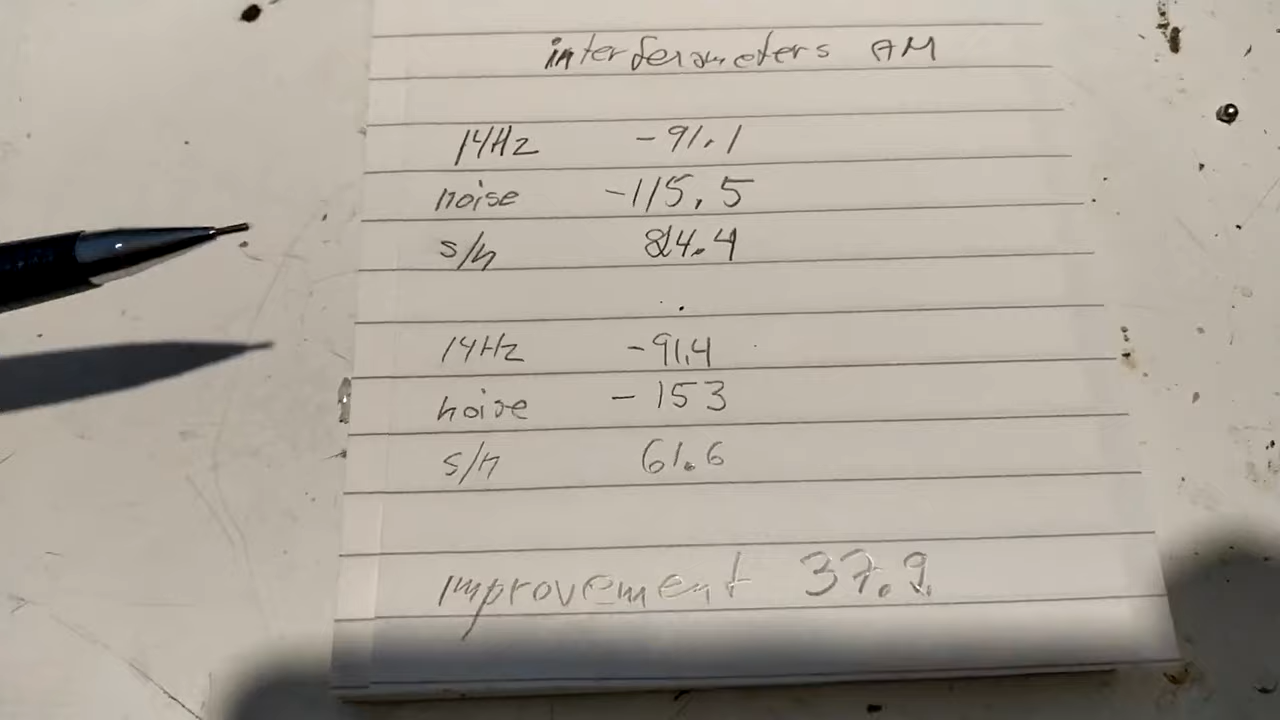 interferometers AM
14Hz -91.1
noise -115.5
s/n 24.4
14Hz -91.4
noise -153
s/n 61.6
improvement 37.2